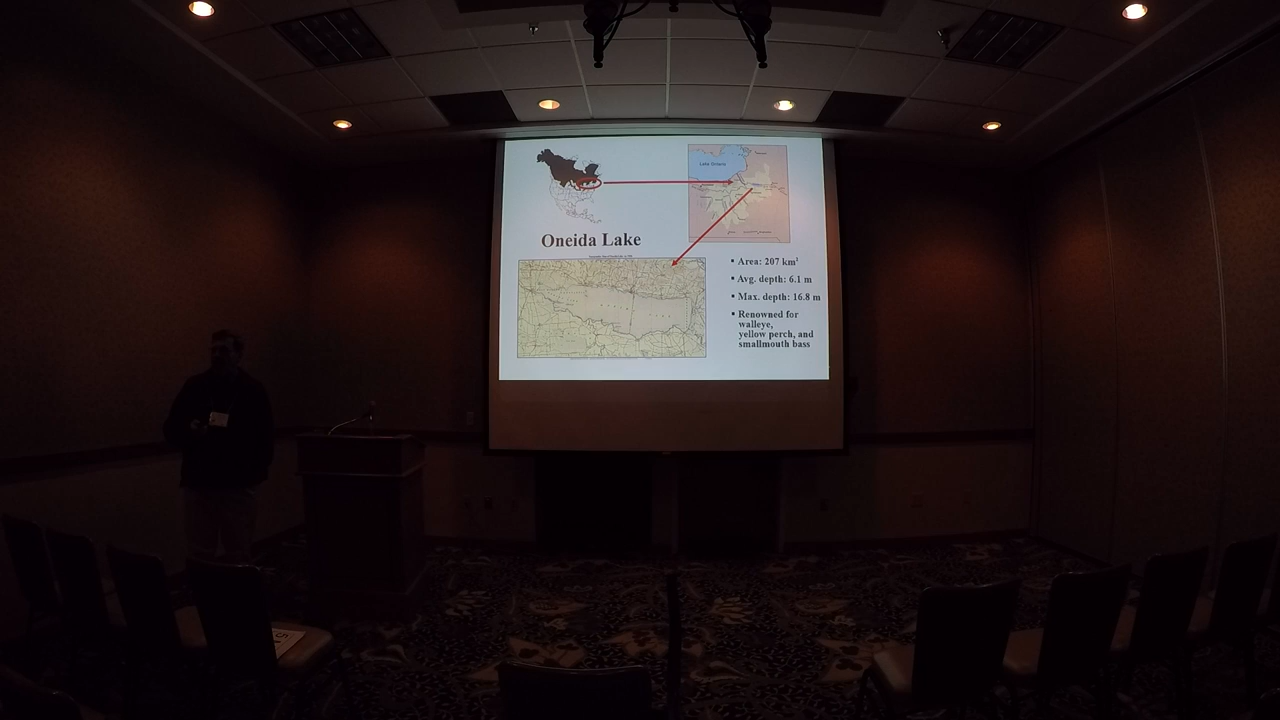 Lake Ontario
Oneida Lake
▪ Area: 207 km²
▪ Avg. depth: 6.1 m
▪ Max. depth: 16.8 m
▪ Renowned for
walleye,
yellow perch, and
smallmouth bass